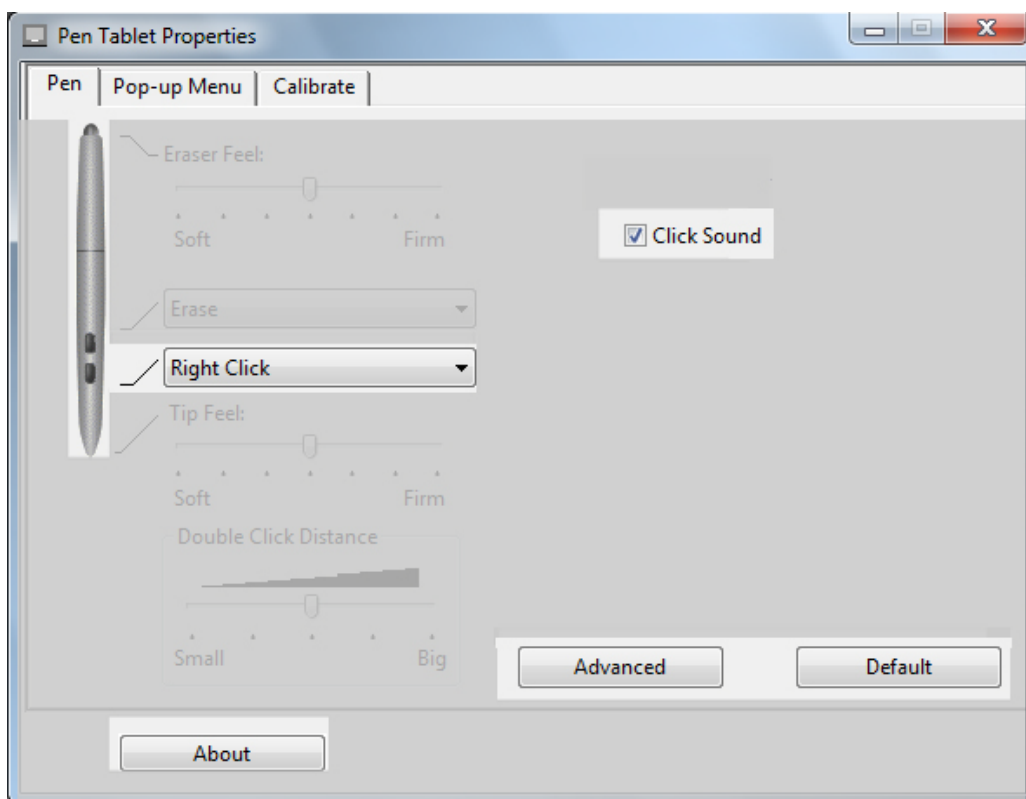 Pen Tablet Properties
Pen Pop-up Menu Calibrate
Eraser Feel:
Soft Firm
Click Sound
Erase
Right Click
Tip Feel:
Soft Firm
Double Click Distance
Small Big
Advanced Default
About